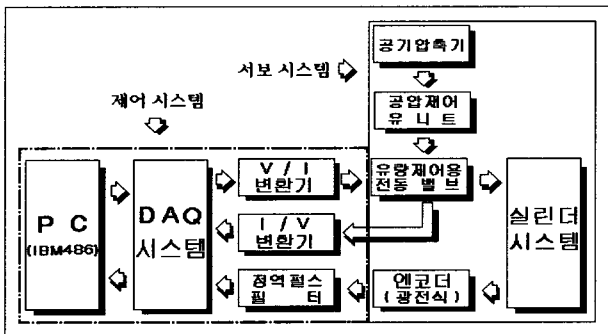 공기압축기
서보 시스템
공압제어
유 니 트
제어 시스템
V / I
변환기
유량제어용
전동 밸브
P C
(IBM486)
DAQ
시스템
I / V
변환기
실린더
시스템
정역펄스
필 터
엔코더
(광전식)